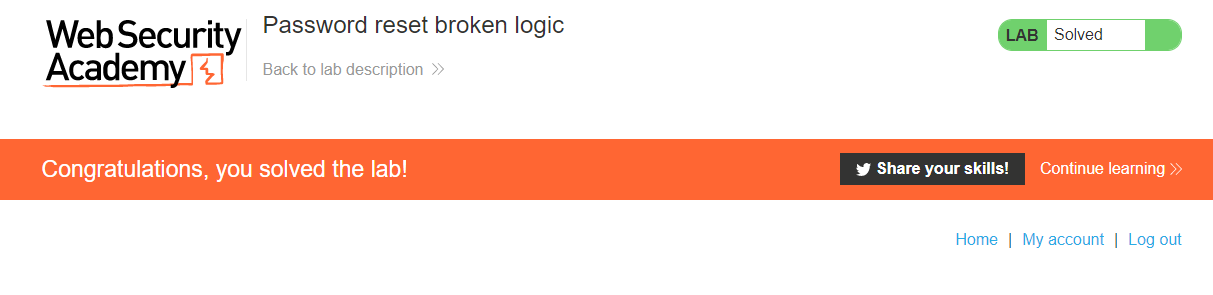 Web Security
Academy
Password reset broken logic
Back to lab description
LAB Solved
Congratulations, you solved the lab!
Share your skills!
Continue learning
Home | My account | Log out